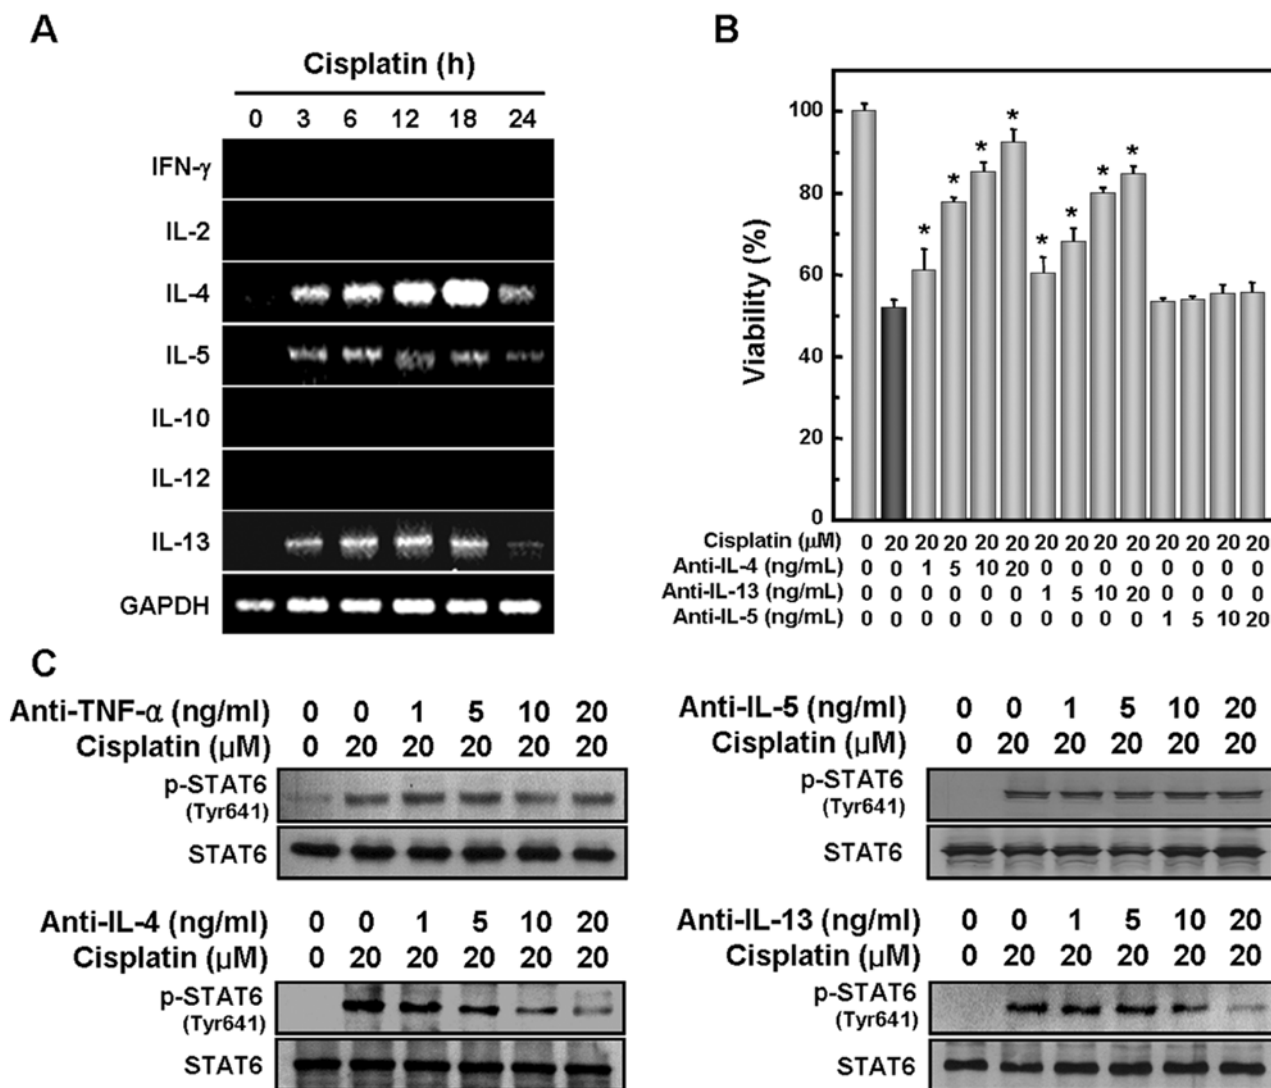 A
Cisplatin (h)
0 3 6 12 18 24
IFN-γ
IL-2
IL-4
IL-5
IL-10
IL-12
IL-13
GAPDH
B
Viability (%)
100
80
60
40
20
0
* * * * * * * *
Cisplatin (μM) 0 20 20 20 20 20 20 20 20 20 20 20 20 20
Anti-IL-4 (ng/mL) 0 0 1 5 10 20 0 0 0 0 0 0 0 0
Anti-IL-13 (ng/mL) 0 0 0 0 0 0 1 5 10 20 0 0 0 0
Anti-IL-5 (ng/mL) 0 0 0 0 0 0 0 0 0 0 1 5 10 20
C
Anti-TNF-α (ng/ml) 0 0 1 5 10 20
Cisplatin (μM) 0 20 20 20 20 20
p-STAT6
(Tyr641)
STAT6
Anti-IL-5 (ng/ml) 0 0 1 5 10 20
Cisplatin (μM) 0 20 20 20 20 20
p-STAT6
(Tyr641)
STAT6
Anti-IL-4 (ng/ml) 0 0 1 5 10 20
Cisplatin (μM) 0 20 20 20 20 20
p-STAT6
(Tyr641)
STAT6
Anti-IL-13 (ng/ml) 0 0 1 5 10 20
Cisplatin (μM) 0 20 20 20 20 20
p-STAT6
(Tyr641)
STAT6